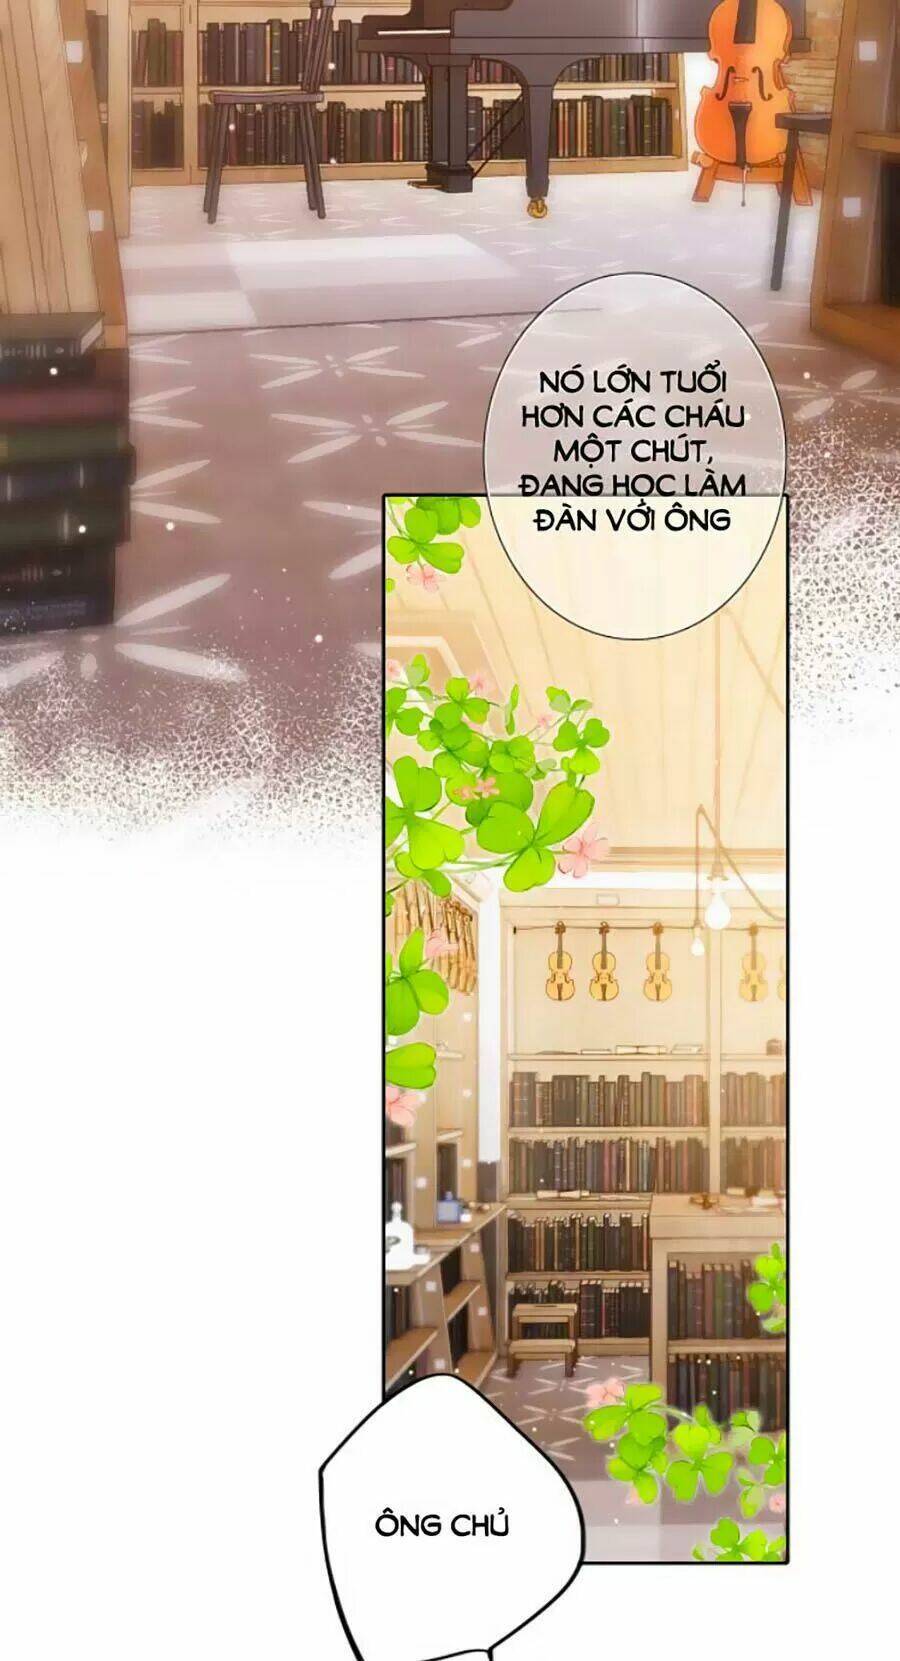 NÓ LỚN TUỔI
HƠN CÁC CHÁU
MỘT CHÚT,
ĐANG HỌC LÀM
ĐÀN VỚI ÔNG
ÔNG CHỦ